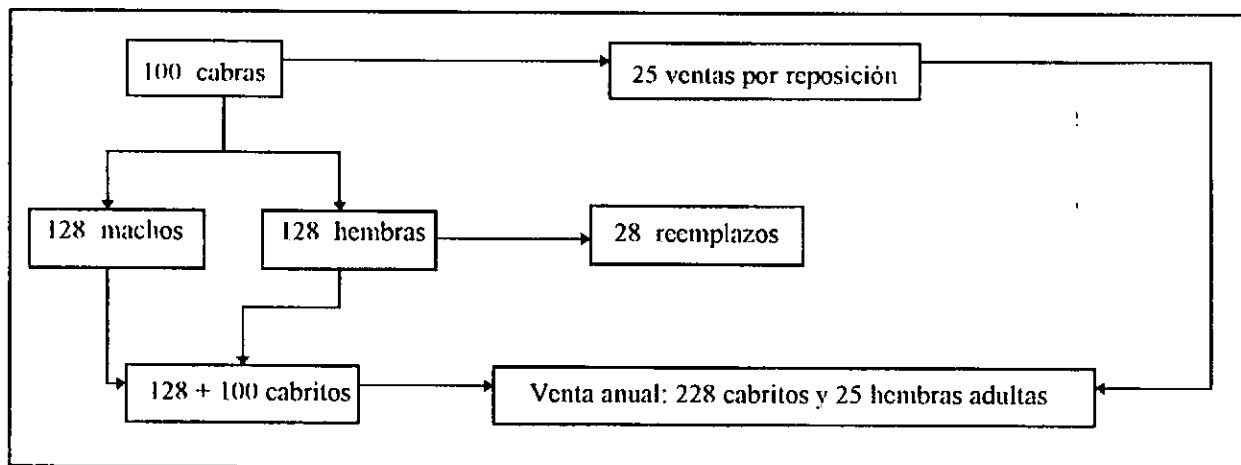 100 cabras
25 ventas por reposición
128 machos
128 hembras
28 reemplazos
128 + 100 cabritos
Venta anual: 228 cabritos y 25 hembras adultas